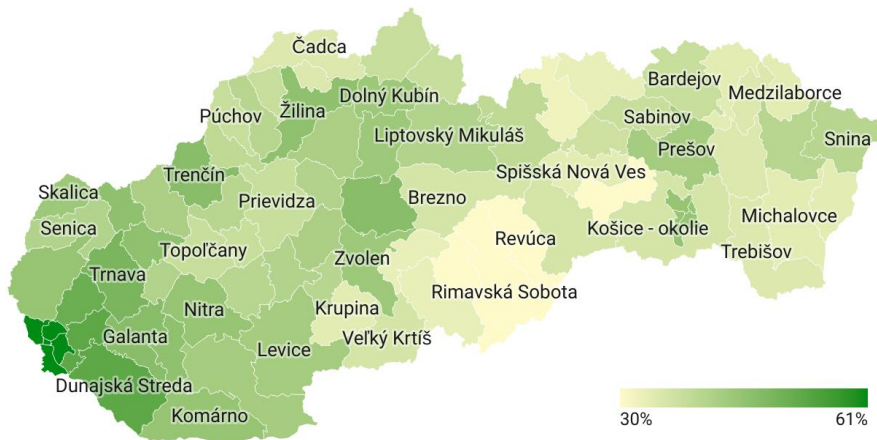 Čadca
Bardejov
Medzilaborce
Púchov
Žilina
Dolný Kubín
Sabinov
Liptovský Mikuláš
Prešov
Snina
Trenčín
Spišská Nová Ves
Skalica
Prievidza
Brezno
Senica
Michalovce
Topoľčany
Revúca
Košice - okolie
Zvolen
Trebišov
Trnava
Rimavská Sobota
Nitra
Krupina
Galanta
Veľký Krtíš
Levice
Dunajská Streda
Komárno
30%
61%